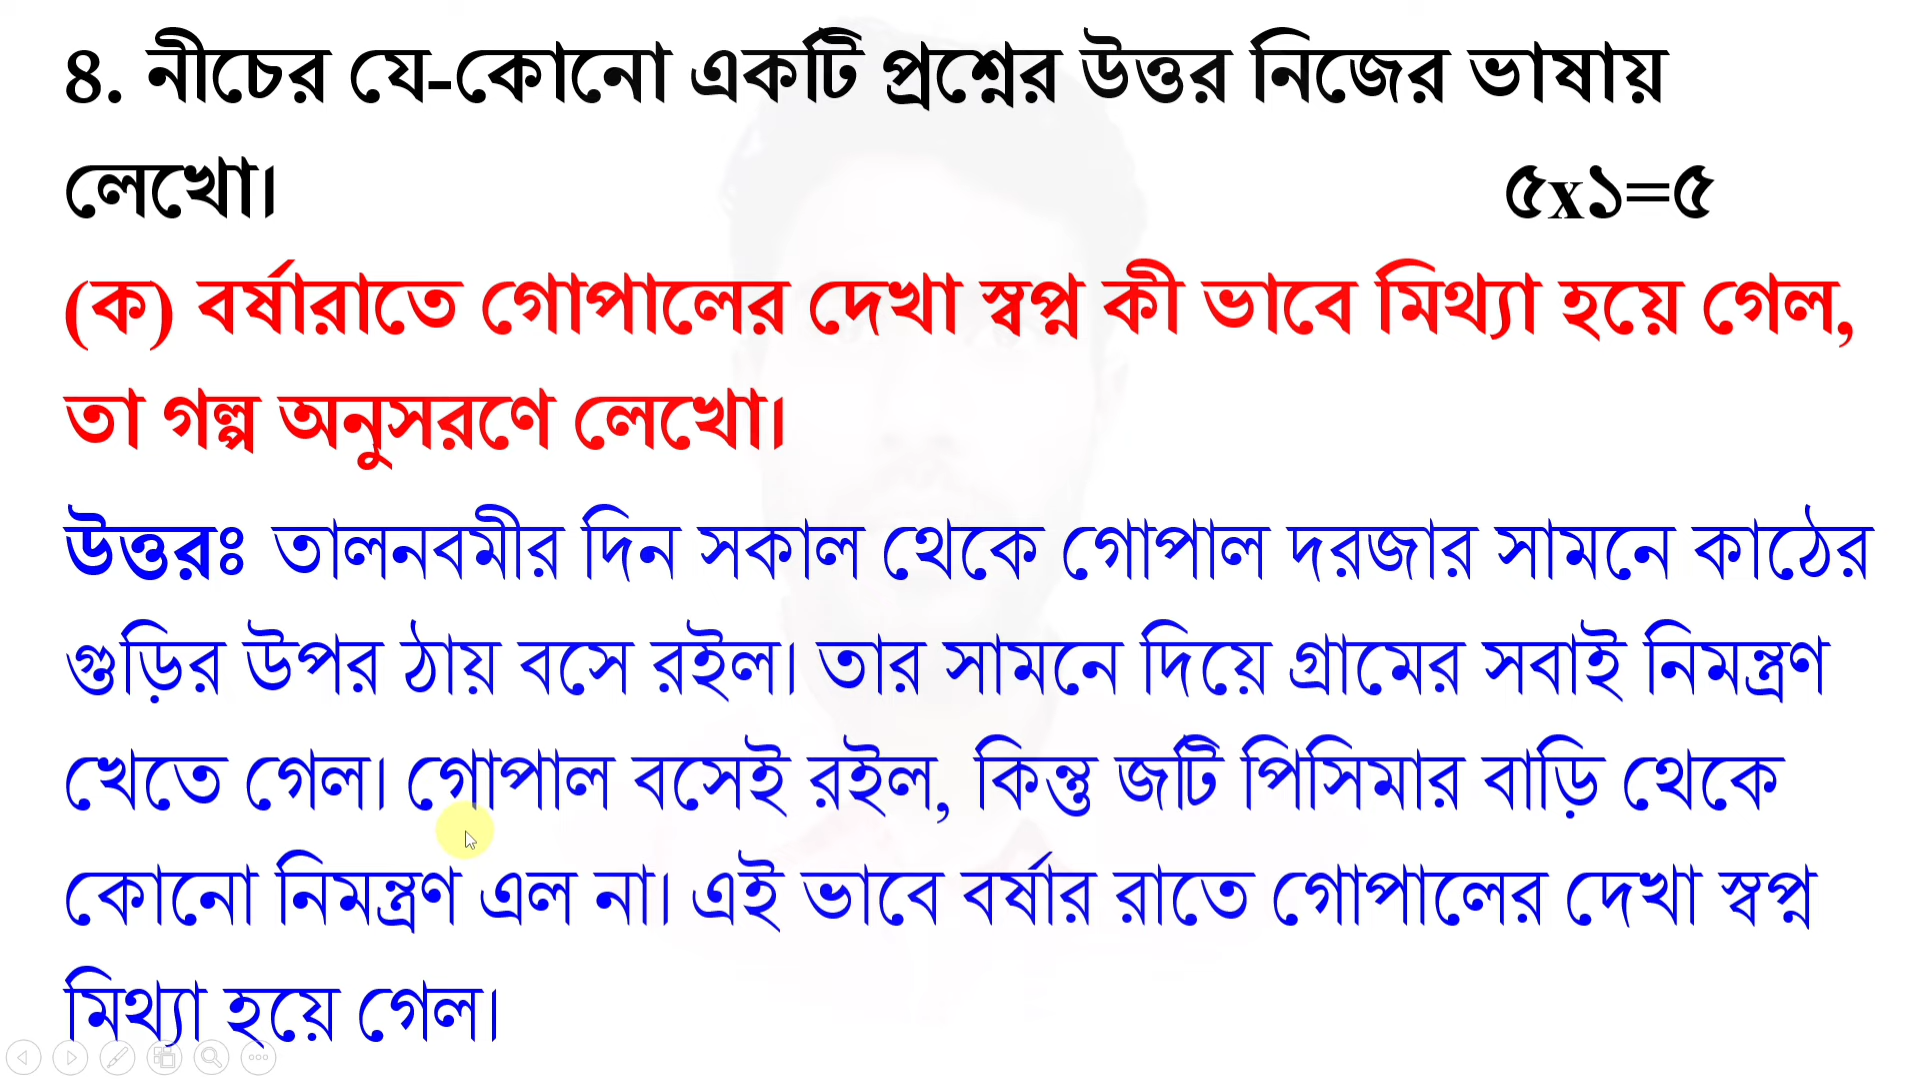 ৪. নীচের যে-কোনো একটি প্রশ্নের উত্তর নিজের ভাষায়
লেখো। ৫x১=৫
(ক) বর্ষারাতে গোপালের দেখা স্বপ্ন কী ভাবে মিথ্যা হয়ে গেল,
তা গল্প অনুসরণে লেখো।
উত্তরঃ তালনবমীর দিন সকাল থেকে গোপাল দরজার সামনে কাঠের
গুড়ির উপর ঠায় বসে রইল। তার সামনে দিয়ে গ্রামের সবাই নিমন্ত্রণ
খেতে গেল। গোপাল বসেই রইল, কিন্তু জটি পিসিমার বাড়ি থেকে
কোনো নিমন্ত্রণ এল না। এই ভাবে বর্ষার রাতে গোপালের দেখা স্বপ্ন
মিথ্যা হয়ে গেল।